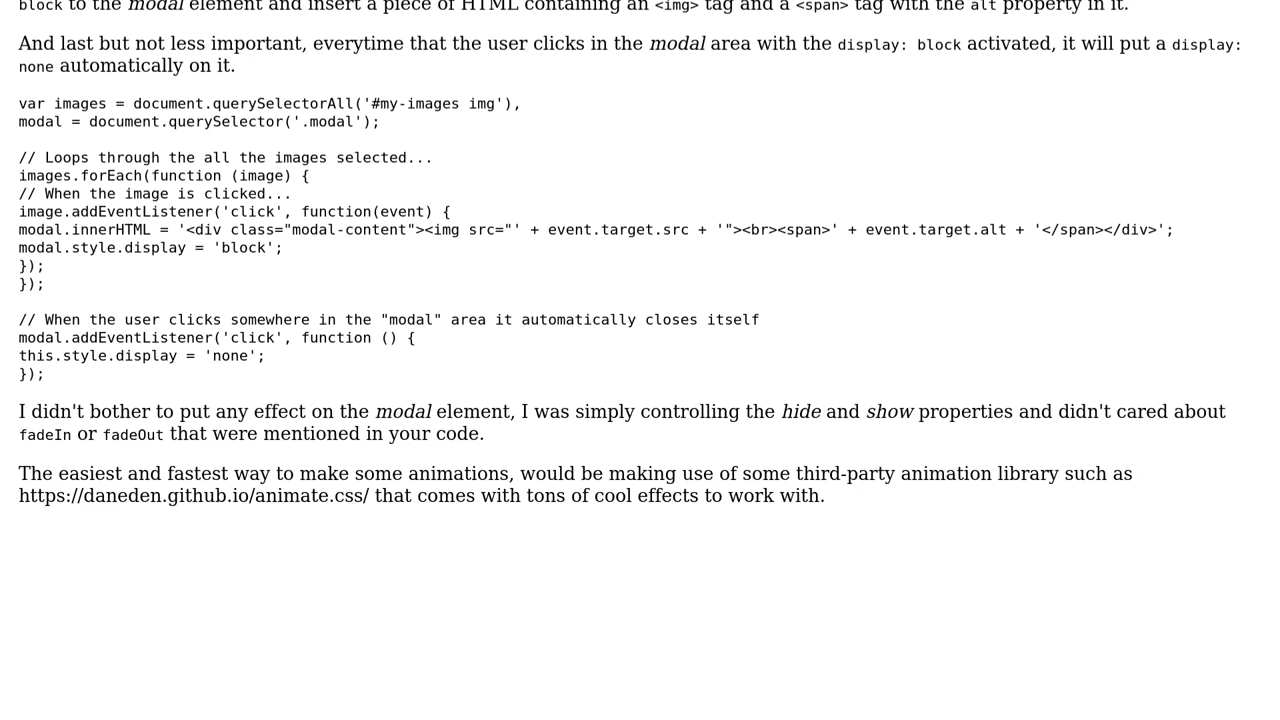 block to the modal element and insert a piece of HTML containing an <img> tag and a <span> tag with the alt property in it.
And last but not less important, everytime that the user clicks in the modal area with the display: block activated, it will put a display:
none automatically on it.
var images = document.querySelectorAll('#my-images img'),
modal = document.querySelector('.modal');
// Loops through the all the images selected...
images.forEach(function (image) {
// When the image is clicked...
image.addEventListener('click', function(event) {
modal.innerHTML = '<div class="modal-content"><img src="' + event.target.src + '"><br><span>' + event.target.alt + '</span></div>';
modal.style.display = 'block';
});
});
// When the user clicks somewhere in the "modal" area it automatically closes itself
modal.addEventListener('click', function () {
this.style.display = 'none';
});
I didn't bother to put any effect on the modal element, I was simply controlling the hide and show properties and didn't cared about
fadeIn or fadeOut that were mentioned in your code.
The easiest and fastest way to make some animations, would be making use of some third-party animation library such as
https://daneden.github.io/animate.css/ that comes with tons of cool effects to work with.